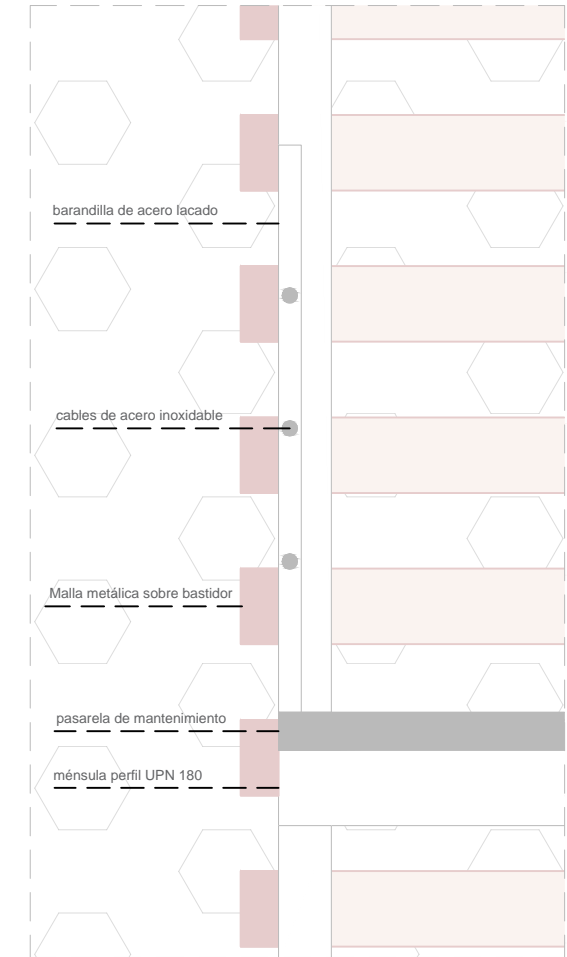 barandilla de acero lacado
cables de acero inoxidable
Malla metálica sobre bastidor
pasarela de mantenimiento
ménsula perfil UPN 180